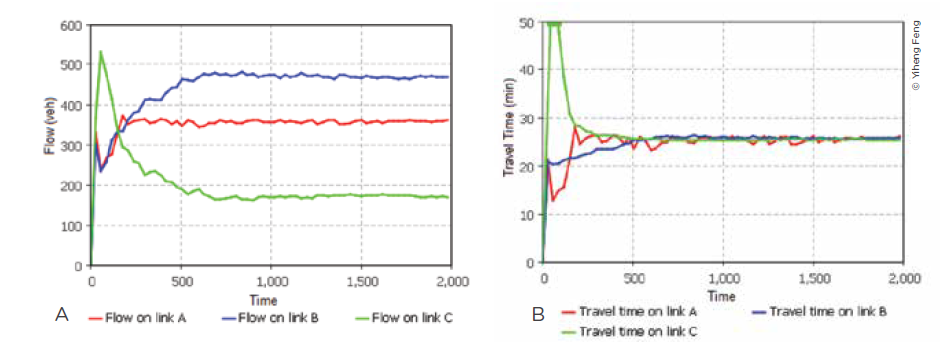 600
500
400
300
200
100
0
Flow (veh)
0 500 1,000 1,500 2,000
Time
A
Flow on link A Flow on link B Flow on link C
50
40
30
20
10
0
Travel Time (min)
0 500 1,000 1,500 2,000
Time
B
Travel time on link A Travel time on link B
Travel time on link C
© Yiheng Feng